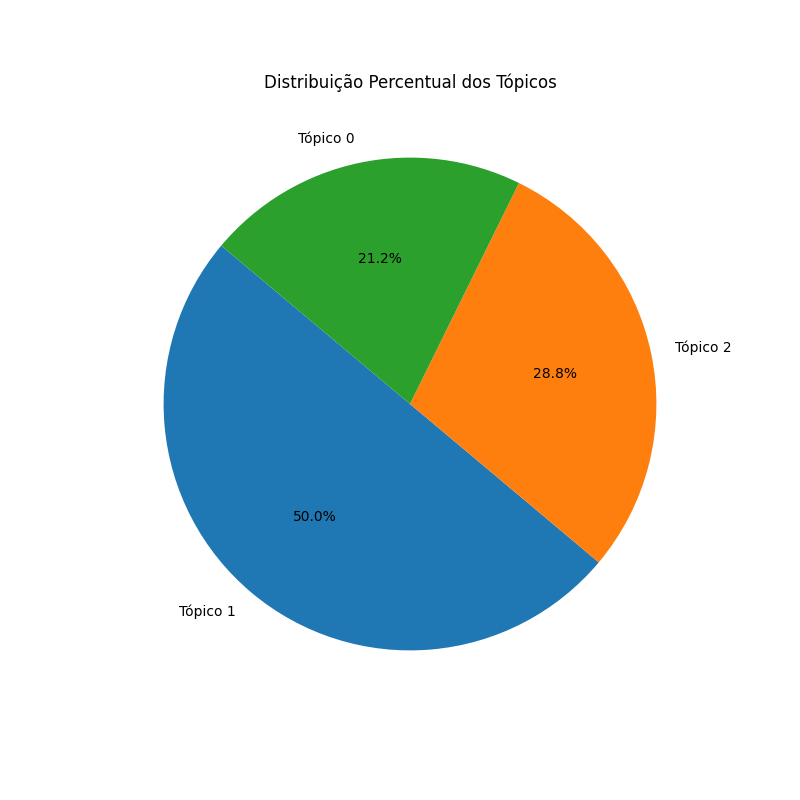 Distribuição Percentual dos Tópicos
Tópico 0
21.2%
Tópico 2
28.8%
50.0%
Tópico 1